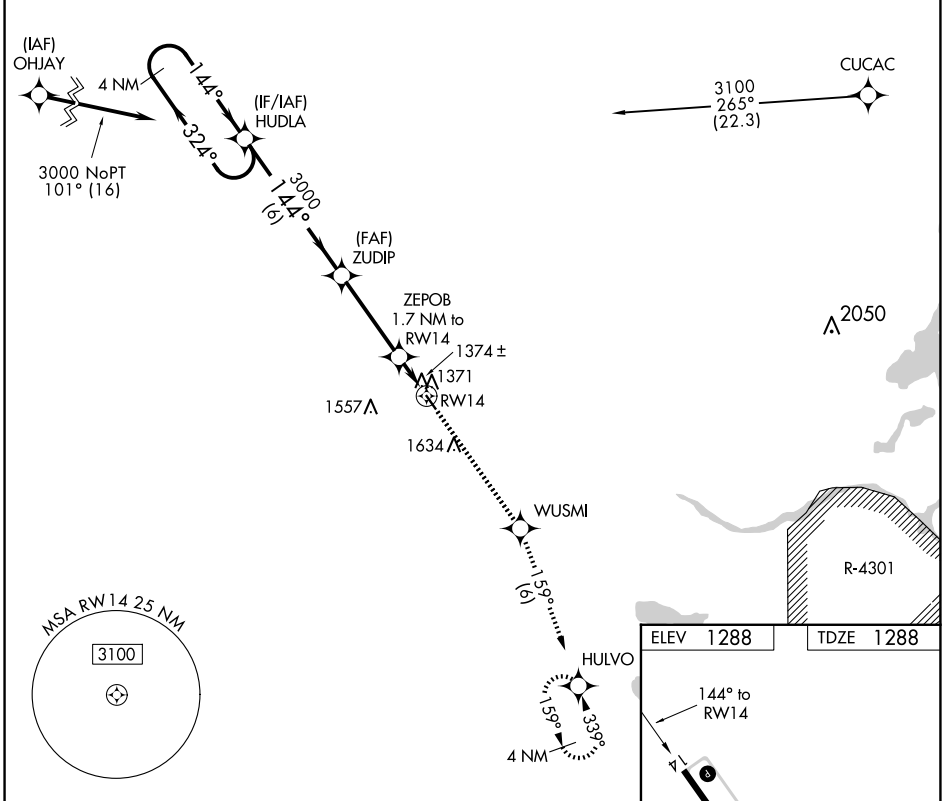 (IAF)
OHJAY
4 NM
144°
324°
(IF/IAF)
HUDLA
3000 NoPT
101° (16)
CUCAC
3100
265°
(22.3)
3000
144°
(6)
(FAF)
ZUDIP
ZEPOB
1.7 NM to
RW14
1374 ±
1371
RW14
1557
1634
2050
WUSMI
159°
(6)
R-4301
HULVO
159°
339°
4 NM
MSA RW14 25 NM
3100
ELEV 1288
TDZE 1288
144° to
RW14
14
P